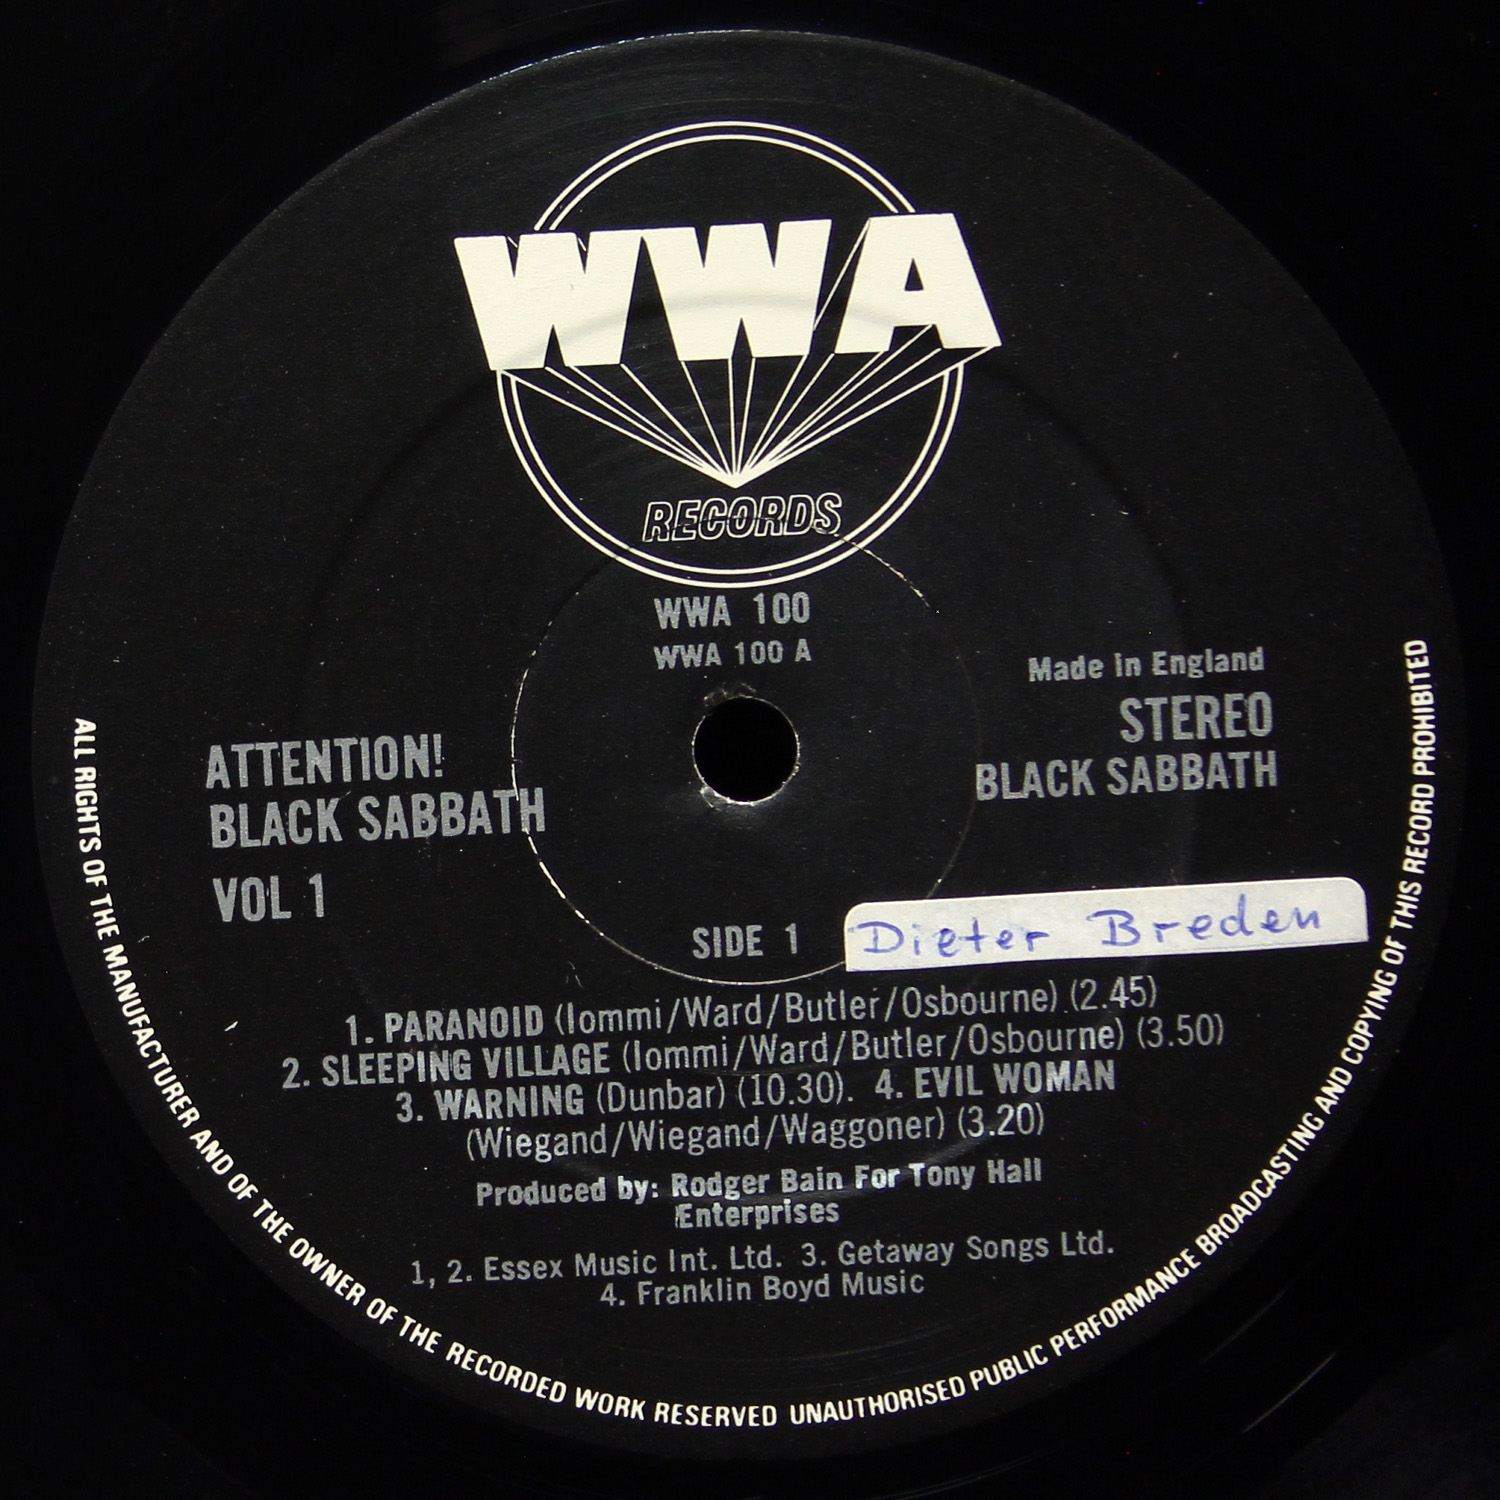 WWA
RECORDS
WWA 100
WWA 100 A
Made in England
STEREO
BLACK SABBATH
ATTENTION!
BLACK SABBATH
VOL 1
SIDE 1
Dieter Breden
1. PARANOID (Iommi/Ward/Butler/Osbourne) (2.45)
2. SLEEPING VILLAGE (Iommi/Ward/Butler/Osbourne) (3.50)
3. WARNING (Dunbar) (10.30). 4. EVIL WOMAN
(Wiegand/Wiegand/Waggoner) (3.20)
Produced by: Rodger Bain For Tony Hall
Enterprises
1, 2. Essex Music Int. Ltd. 3. Getaway Songs Ltd.
4. Franklin Boyd Music
ALL RIGHTS OF THE MANUFACTURER AND OF THE OWNER OF THE RECORDED WORK RESERVED UNAUTHORISED PUBLIC PERFORMANCE BROADCASTING AND COPYING OF THIS RECORD PROHIBITED